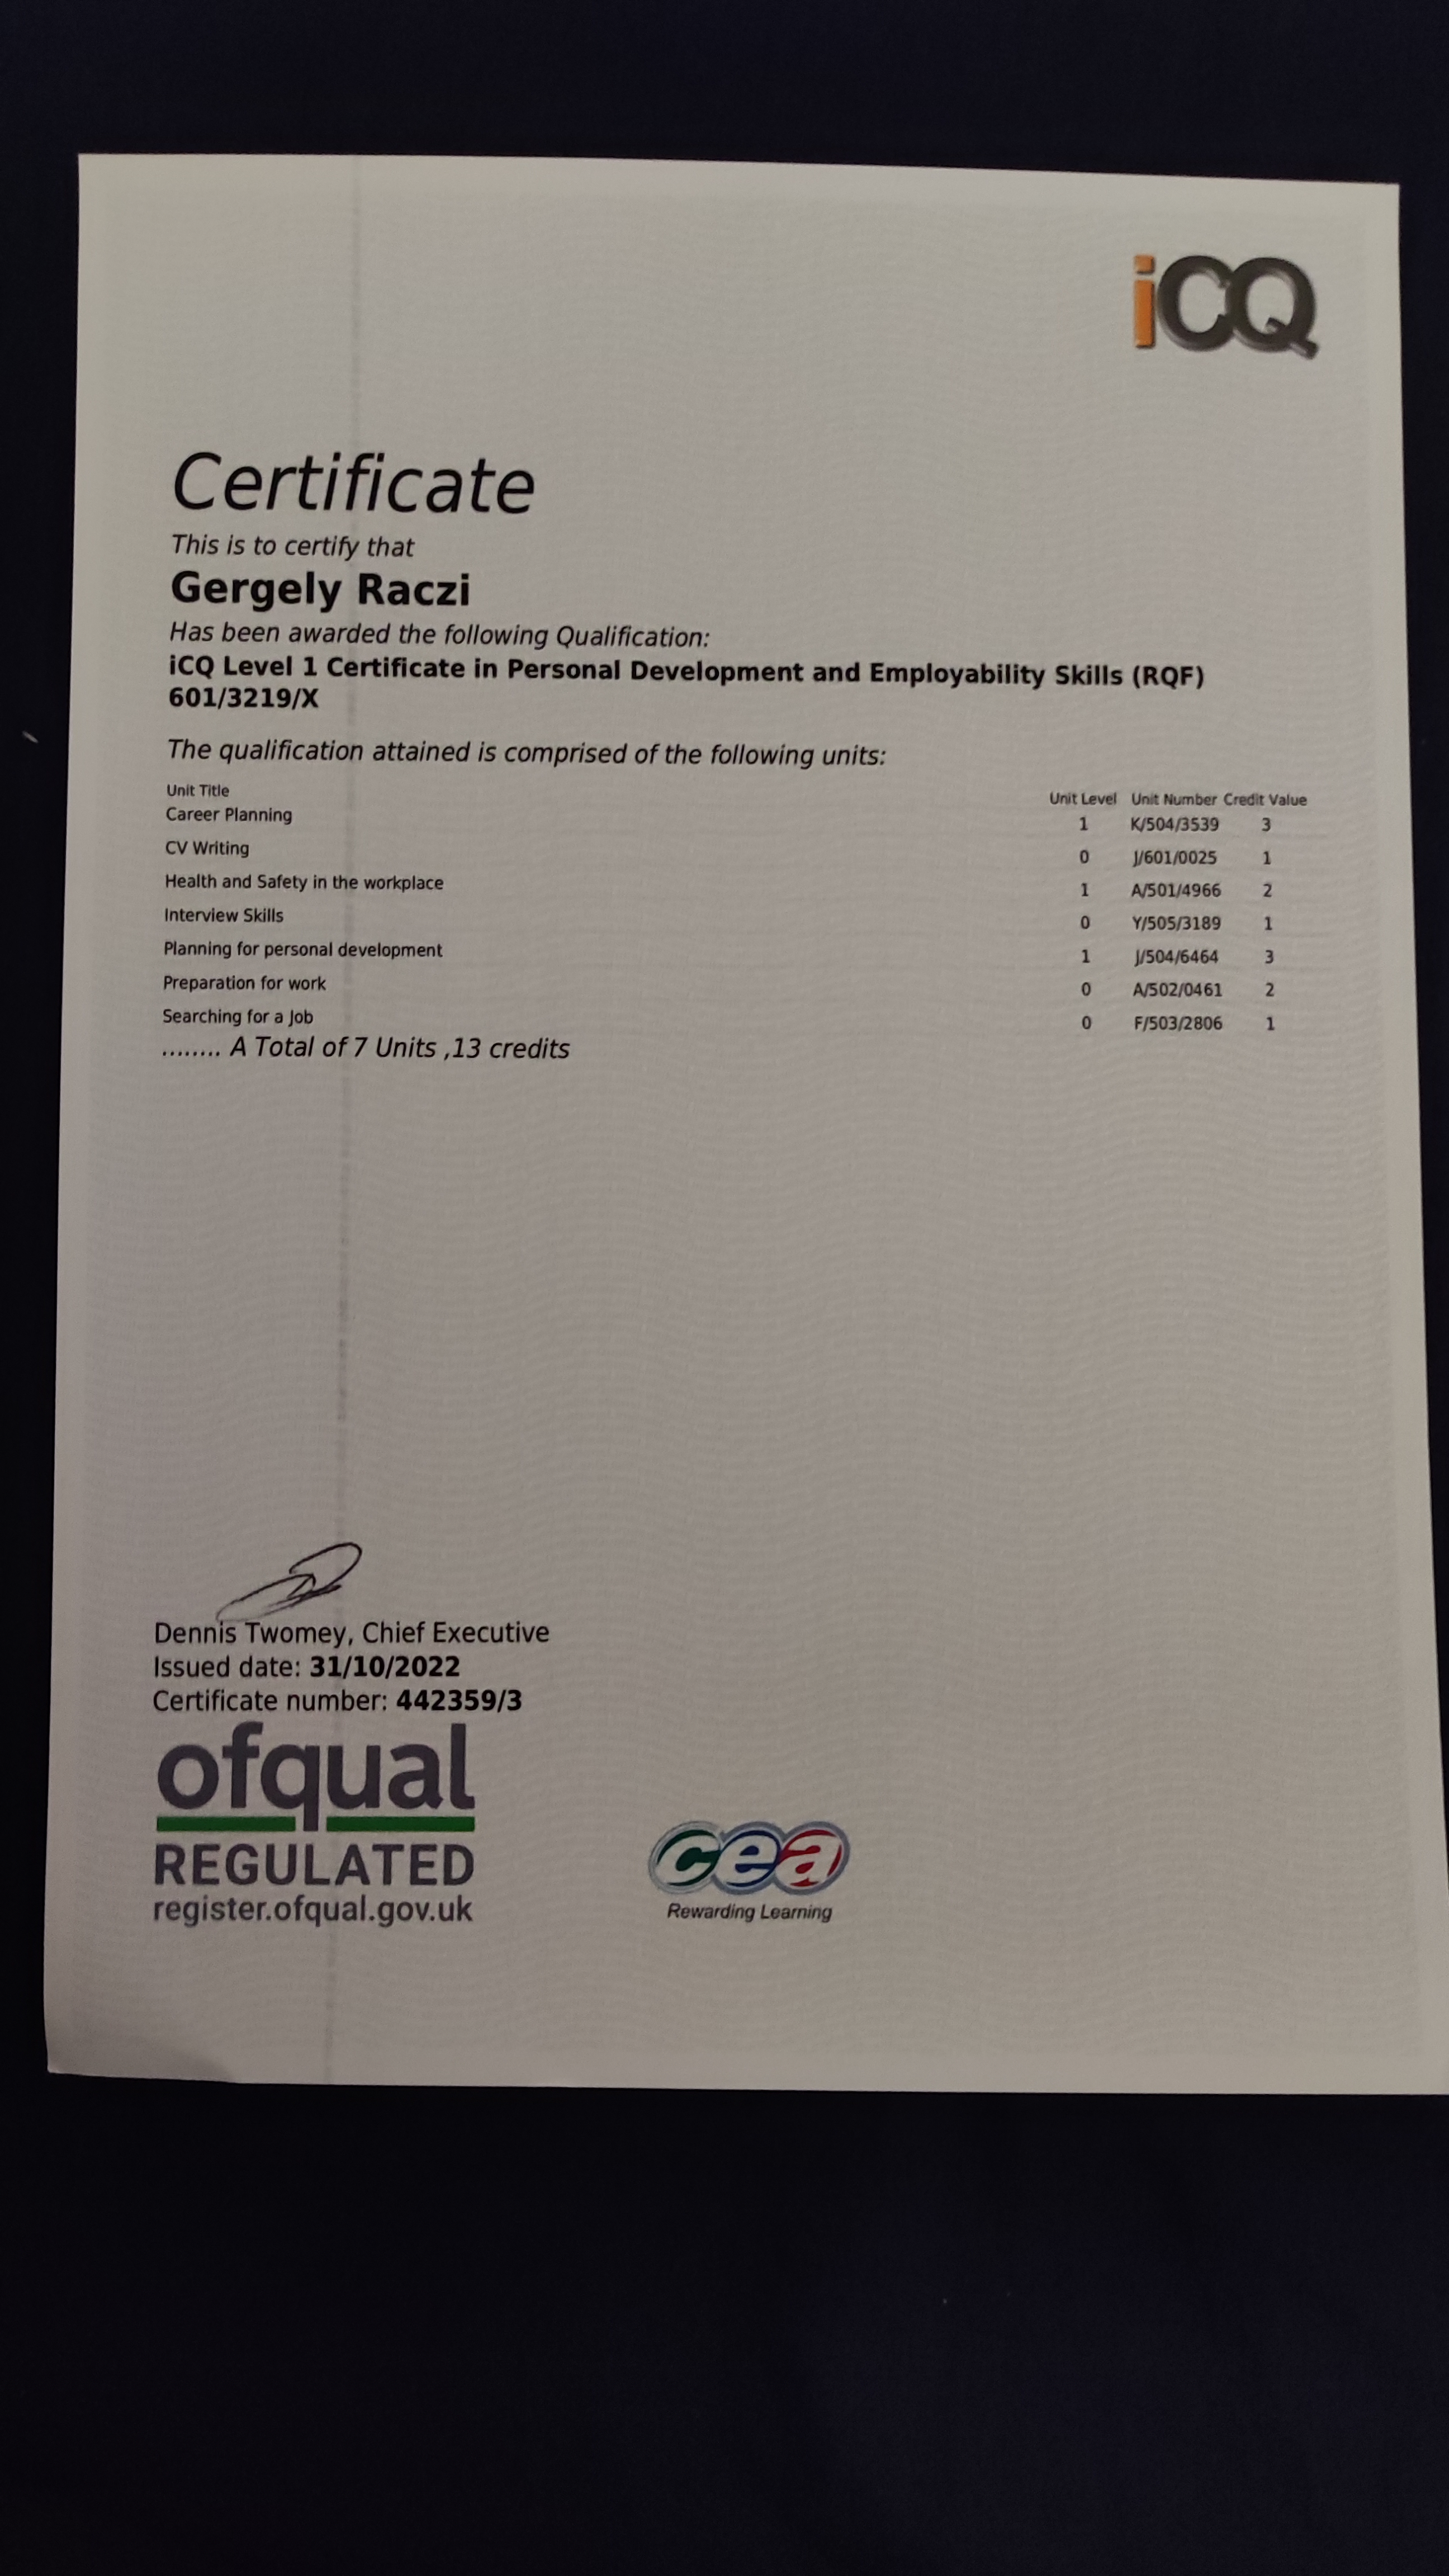 iCQ
Certificate
This is to certify that
Gergely Raczi
Has been awarded the following Qualification:
iCQ Level 1 Certificate in Personal Development and Employability Skills (RQF)
601/3219/X
The qualification attained is comprised of the following units:
Unit Title Unit Level Unit Number Credit Value
Career Planning 1 K/504/3539 3
CV Writing 0 J/601/0025 1
Health and Safety in the workplace 1 A/501/4966 2
Interview Skills 0 Y/505/3189 1
Planning for personal development 1 J/504/6464 3
Preparation for work 0 A/502/0461 2
Searching for a Job 0 F/503/2806 1
........ A Total of 7 Units ,13 credits
Dennis Twomey, Chief Executive
Issued date: 31/10/2022
Certificate number: 442359/3
ofqual
REGULATED
register.ofqual.gov.uk
cea
Rewarding Learning